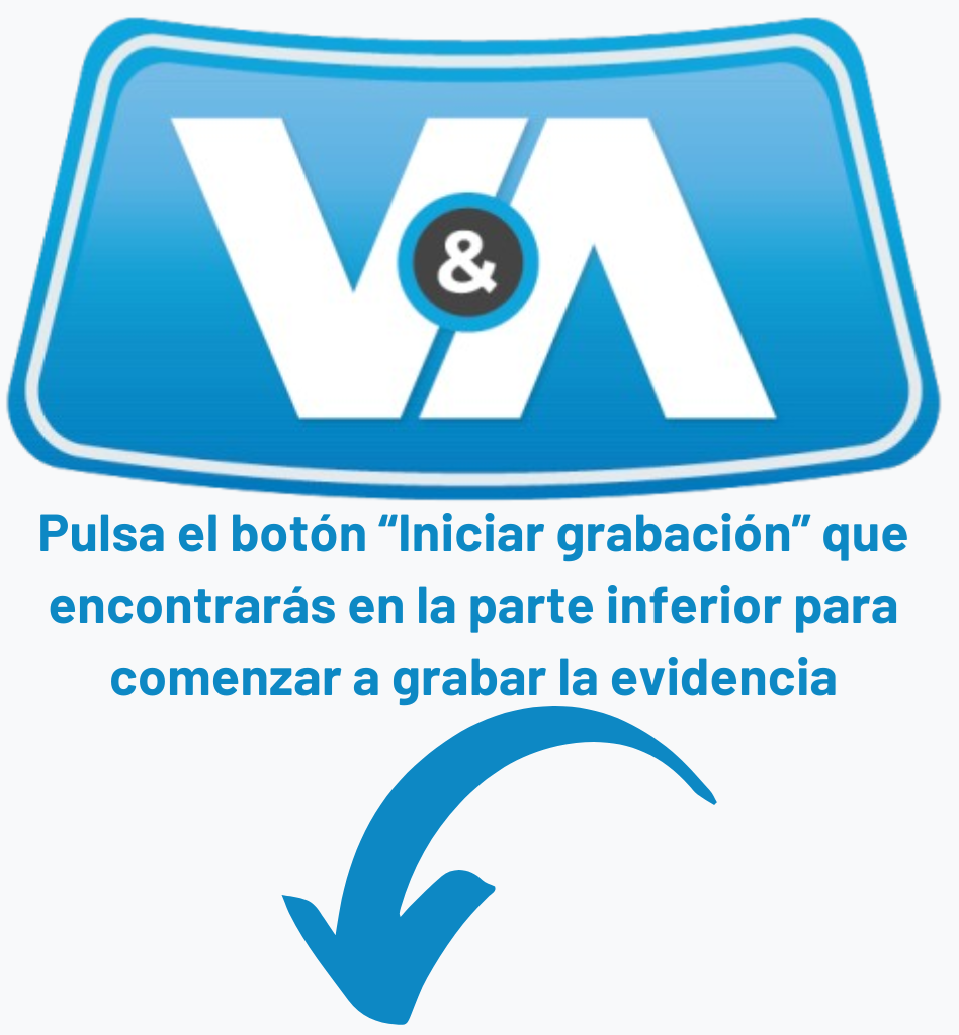 V&A
Pulsa el botón “Iniciar grabación” que
encontrarás en la parte inferior para
comenzar a grabar la evidencia